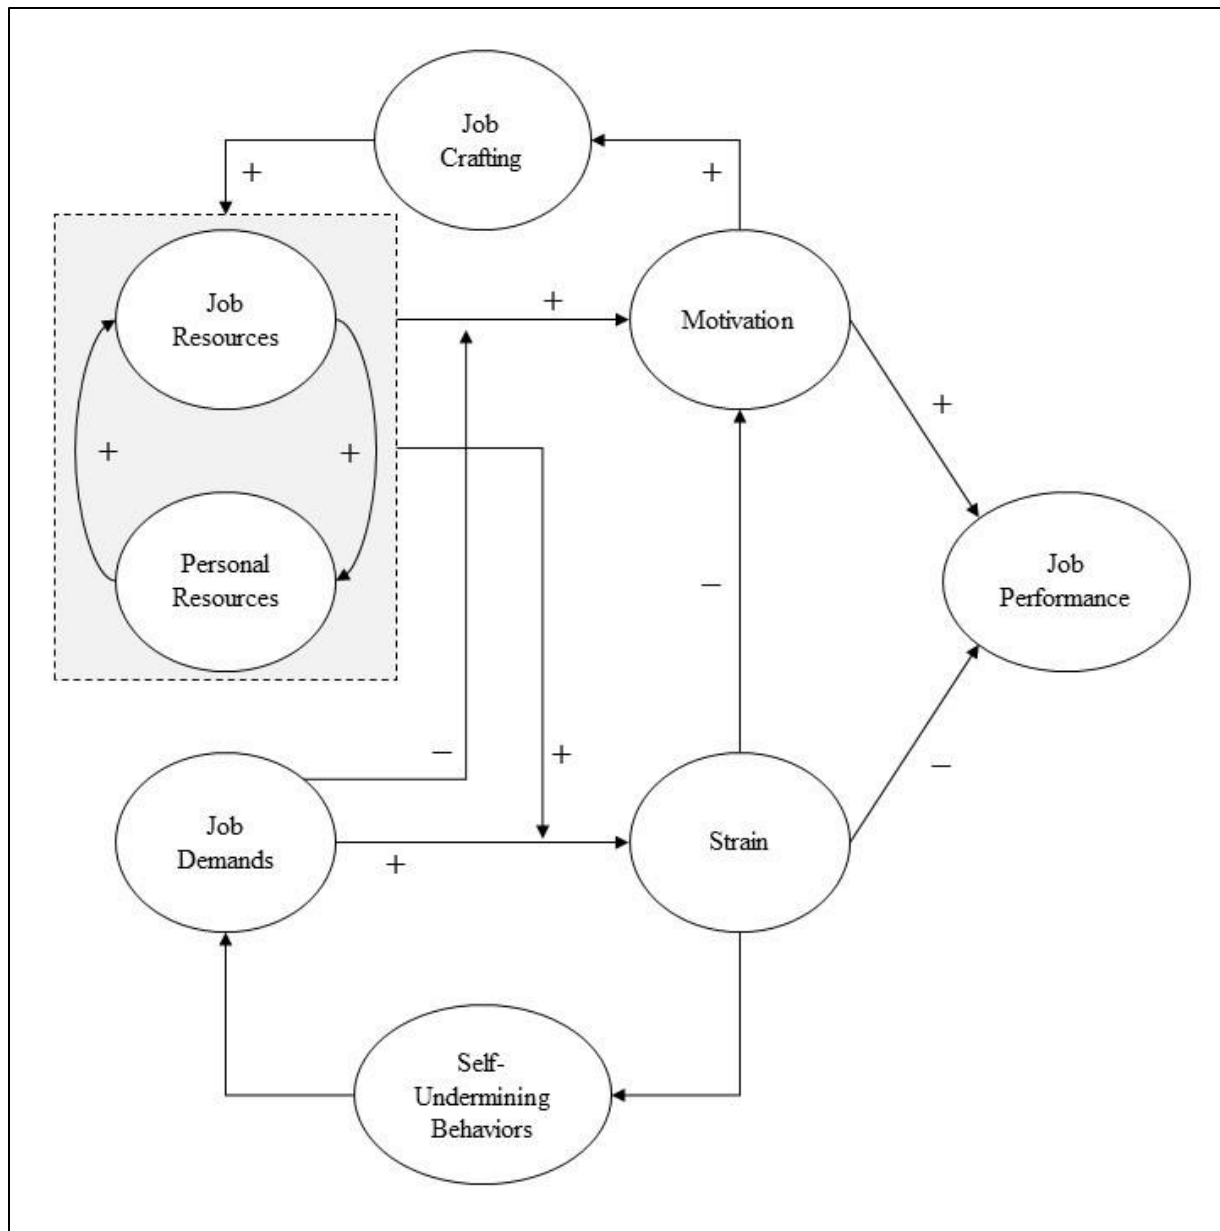 Job
Crafting
+
+
Job
Resources
+
Motivation
+
+
+
Personal
Resources
–
Job
Performance
–
+
–
Job
Demands
+
Strain
Self-
Undermining
Behaviors